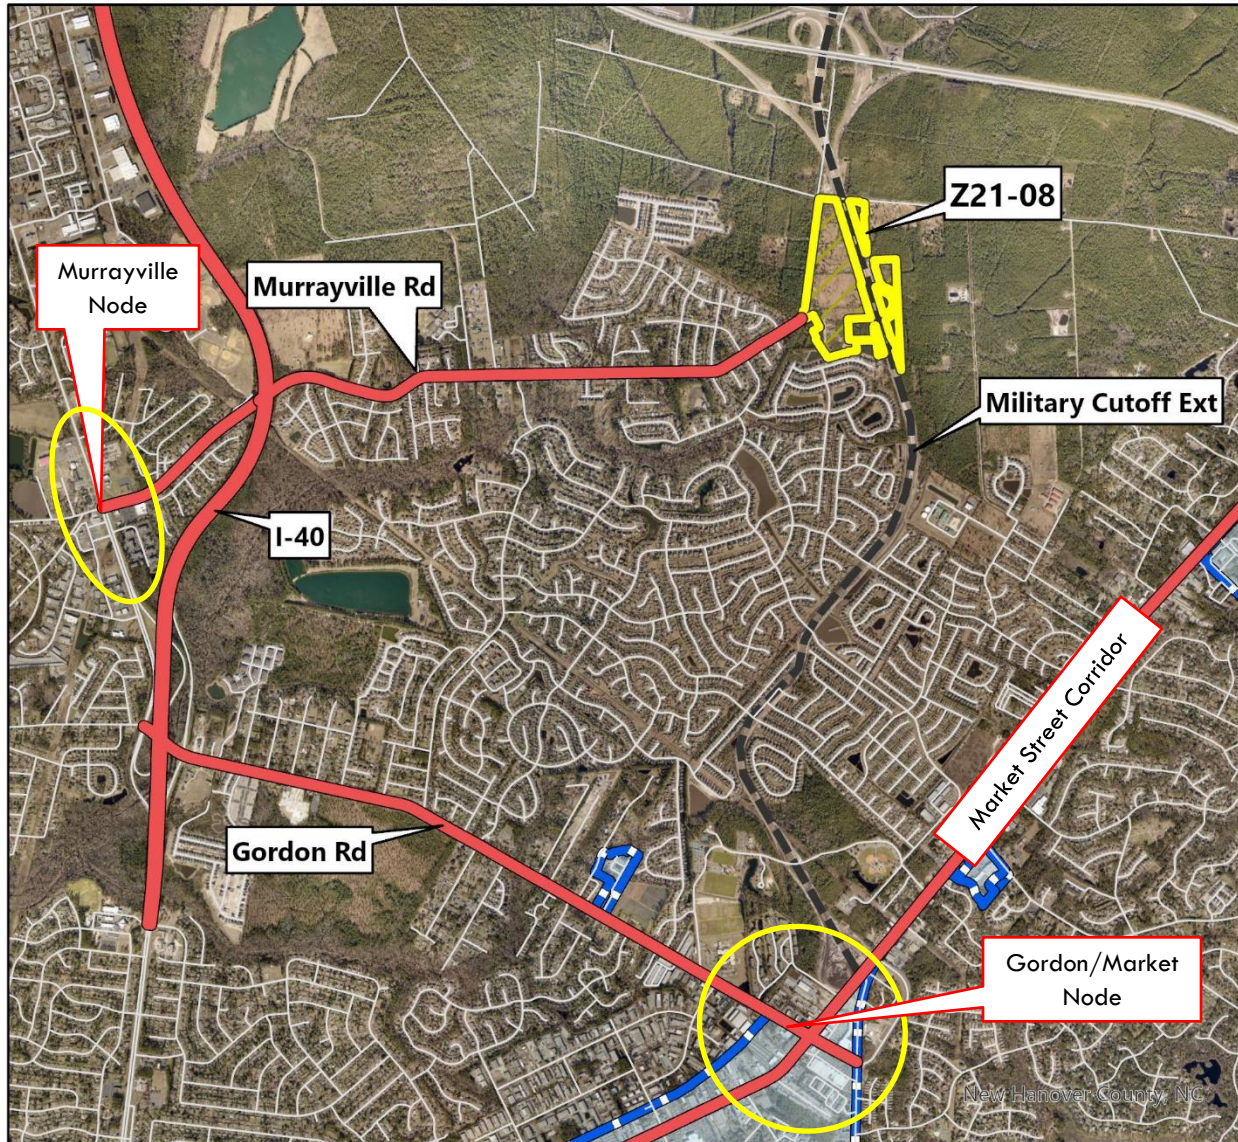 Z21-08
Murrayville
Node
Murrayville Rd
Military Cutoff Ext
I-40
Market Street Corridor
Gordon Rd
Gordon/Market
Node
New Hanover County, NC